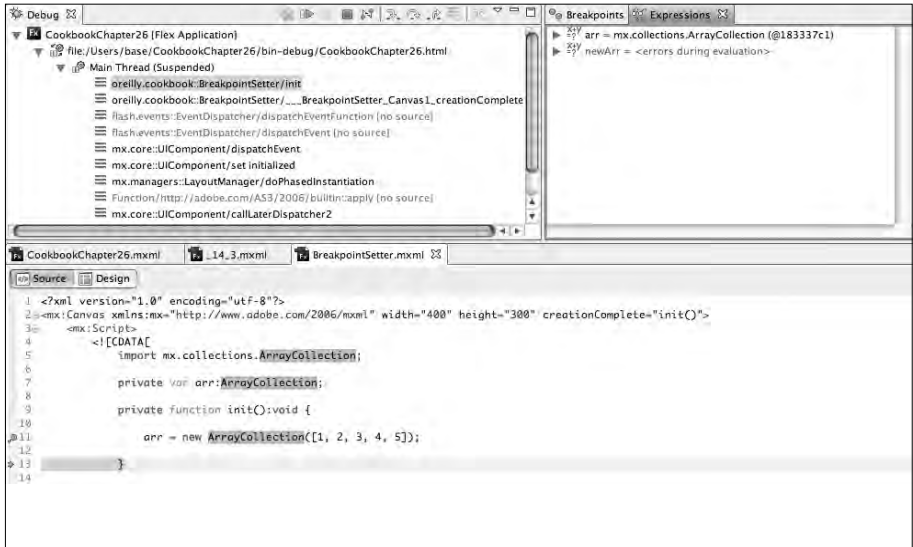 Debug
Fx CookbookChapter26 [Flex Application]
file:/Users/base/CookbookChapter26/bin-debug/CookbookChapter26.html
Main Thread (Suspended)
oreilly.cookbook::BreakpointSetter/init
oreilly.cookbook::BreakpointSetter/___BreakpointSetter_Canvas1_creationComplete
flash.events::EventDispatcher/dispatchEventFunction [no source]
flash.events::EventDispatcher/dispatchEvent [no source]
mx.core::UIComponent/dispatchEvent
mx.core::UIComponent/set initialized
mx.managers::LayoutManager/doPhasedInstantiation
Function/http://adobe.com/AS3/2006/builtin::apply [no source]
mx.core::UIComponent/callLaterDispatcher2
Breakpoints Expressions
x+y =? arr = mx.collections.ArrayCollection (@183337c1)
x+y =? newArr = <errors during evaluation>
Fx CookbookChapter26.mxml Fx _14_3.mxml Fx BreakpointSetter.mxml
Source Design
1 <?xml version="1.0" encoding="utf-8"?>
2 <mx:Canvas xmlns:mx="http://www.adobe.com/2006/mxml" width="400" height="300" creationComplete="init()">
3 <mx:Script>
4 <![CDATA[
5 import mx.collections.ArrayCollection;
6
7 private var arr:ArrayCollection;
8
9 private function init():void {
10
11 arr = new ArrayCollection([1, 2, 3, 4, 5]);
12
13 }
14